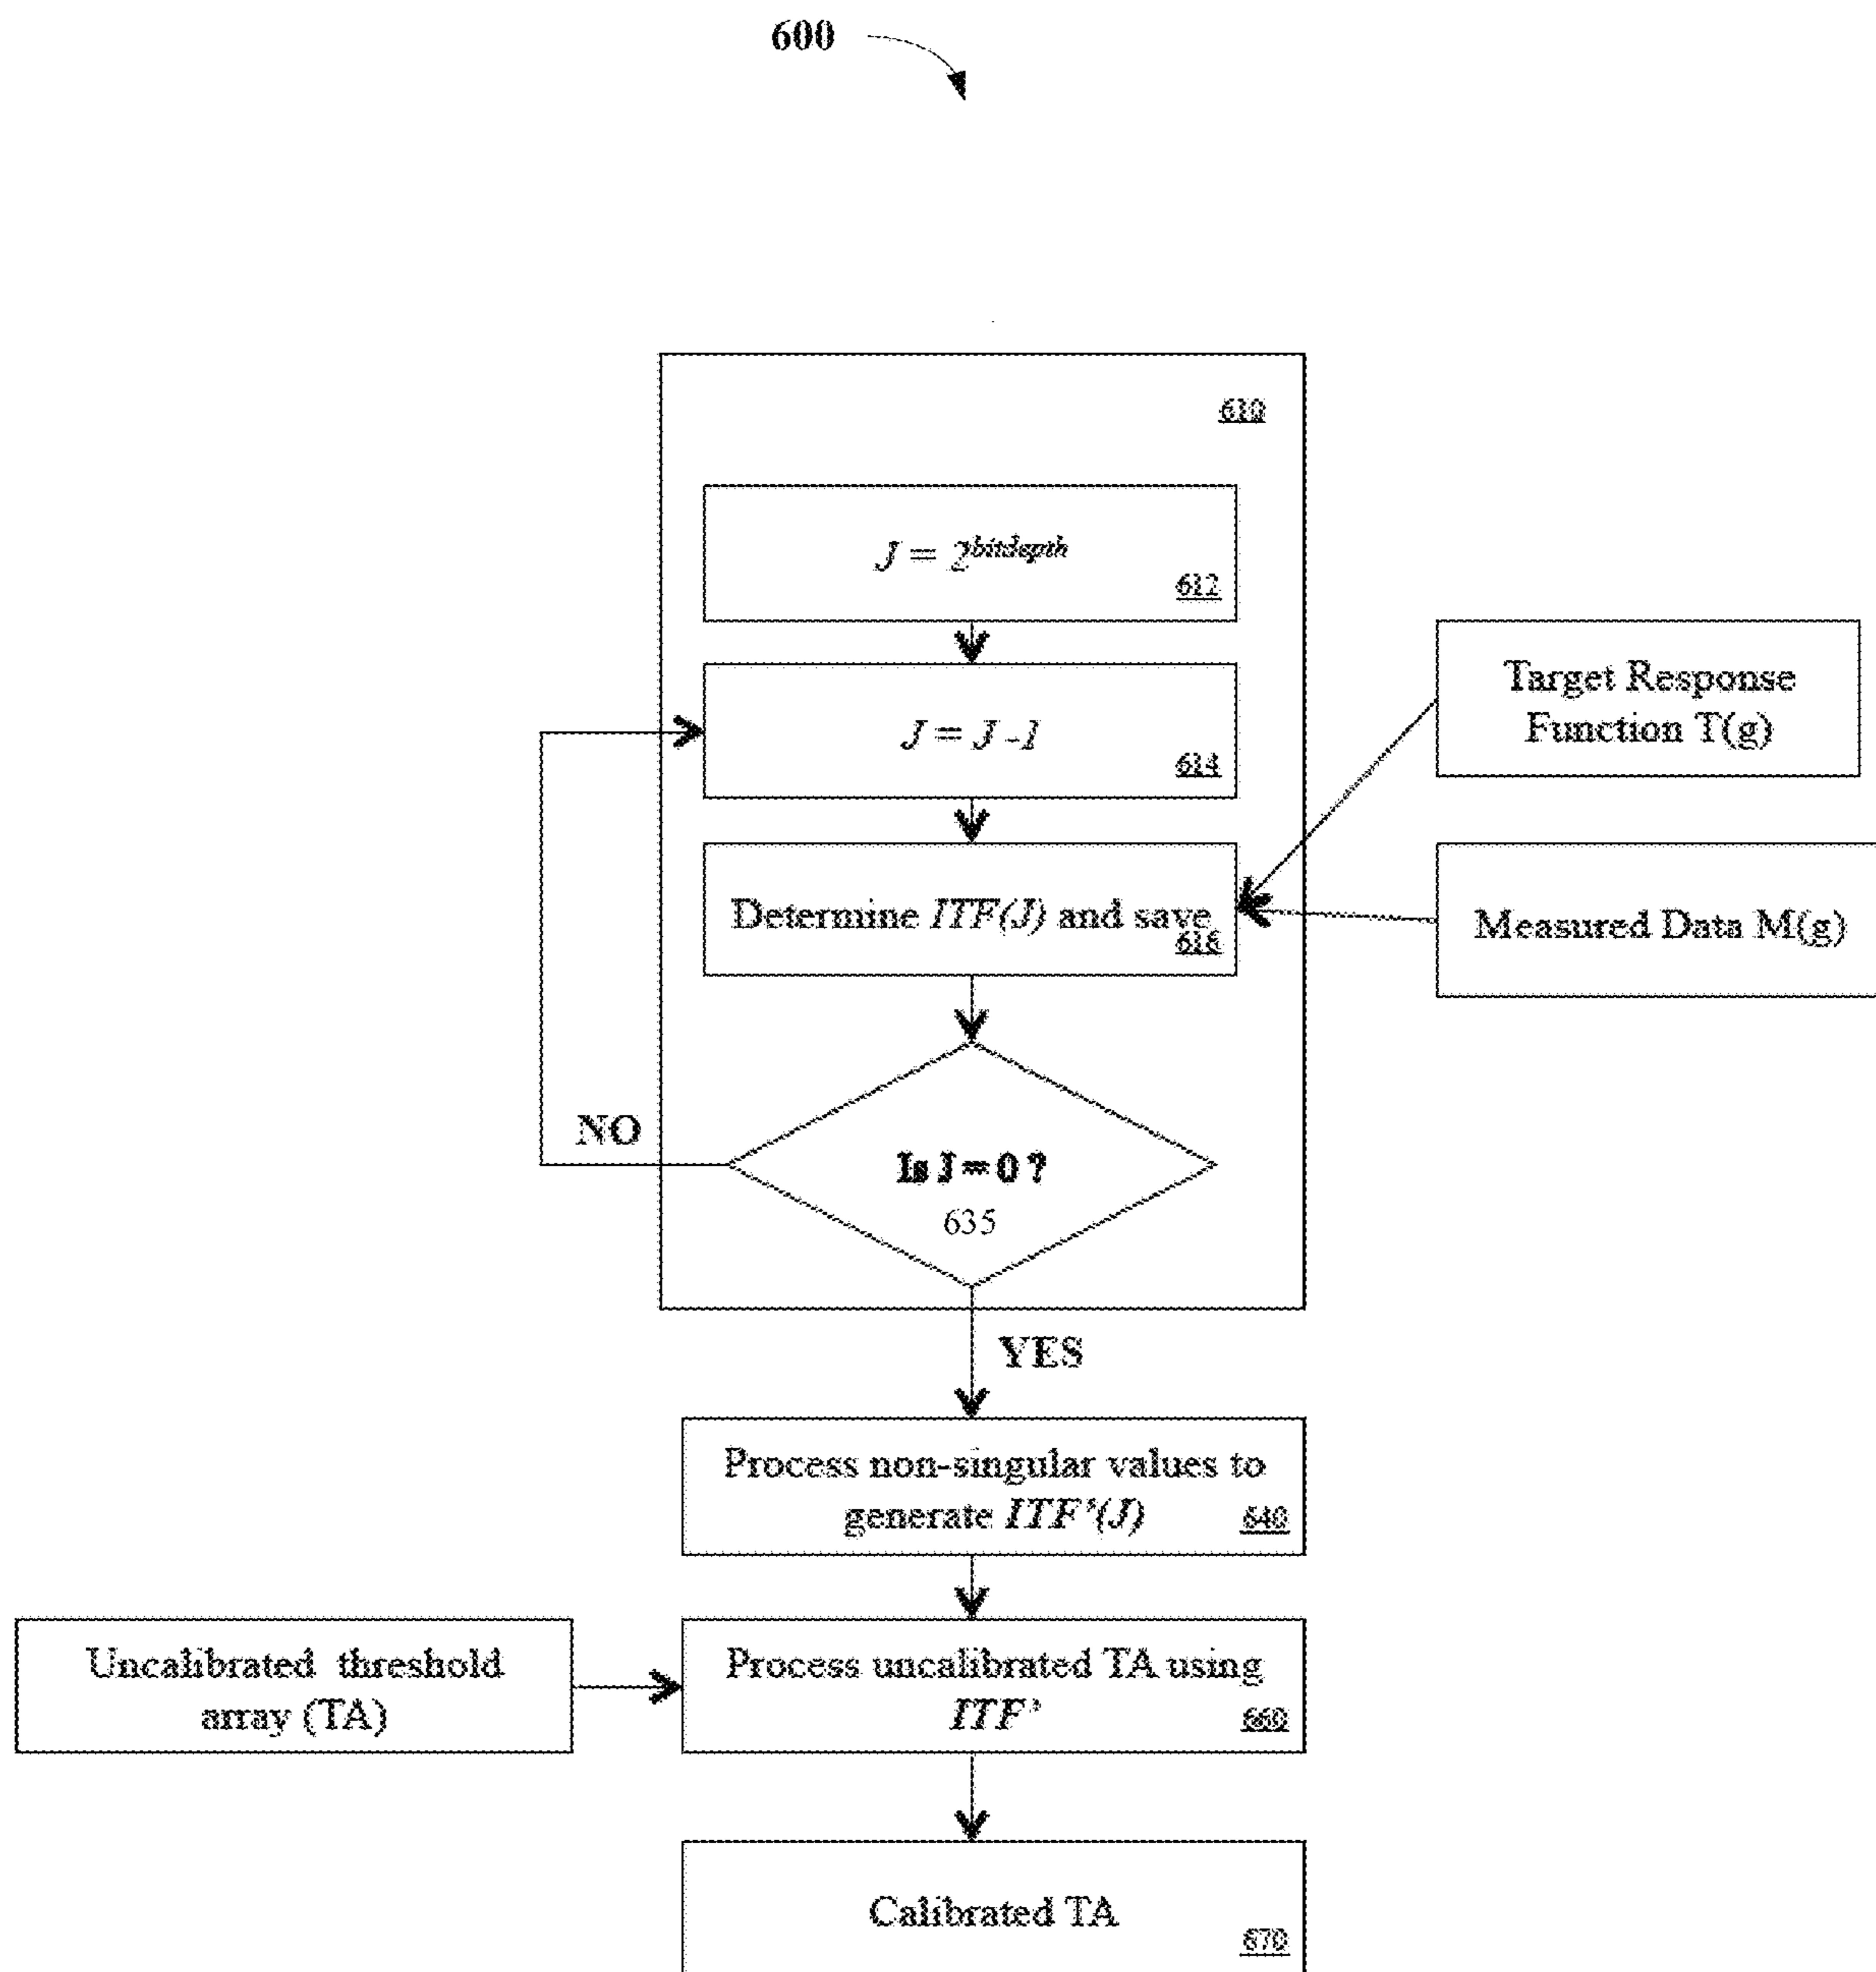 600
610
J = 2^bitdepth
612
J = J -1
614
Target Response
Function T(g)
Determine ITF(J) and save
616
Measured Data M(g)
NO
Is J = 0 ?
635
YES
Process non-singular values to
generate ITF'(J)
640
Uncalibrated threshold
array (TA)
Process uncalibrated TA using
ITF'
660
Calibrated TA
670